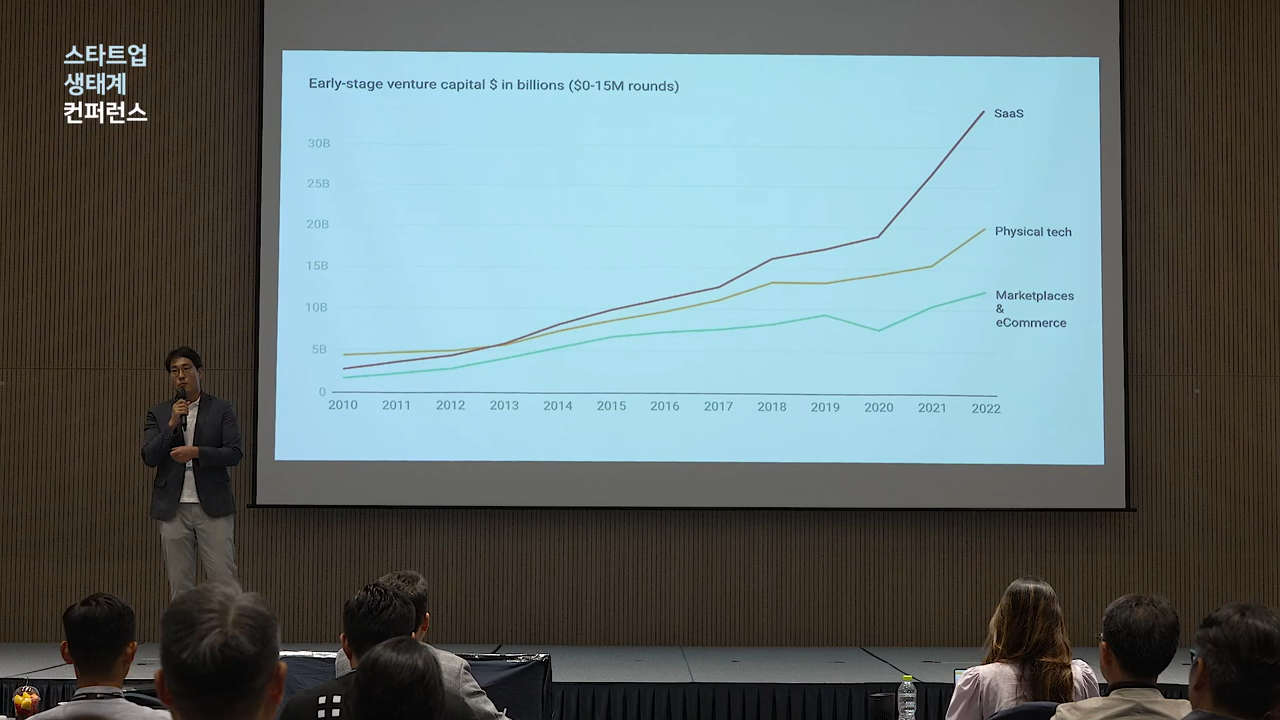 스타트업
생태계
컨퍼런스
Early-stage venture capital $ in billions ($0-15M rounds)
30B
25B
20B
15B
10B
5B
0
SaaS
Physical tech
Marketplaces
&
eCommerce
2010 2011 2012 2013 2014 2015 2016 2017 2018 2019 2020 2021 2022